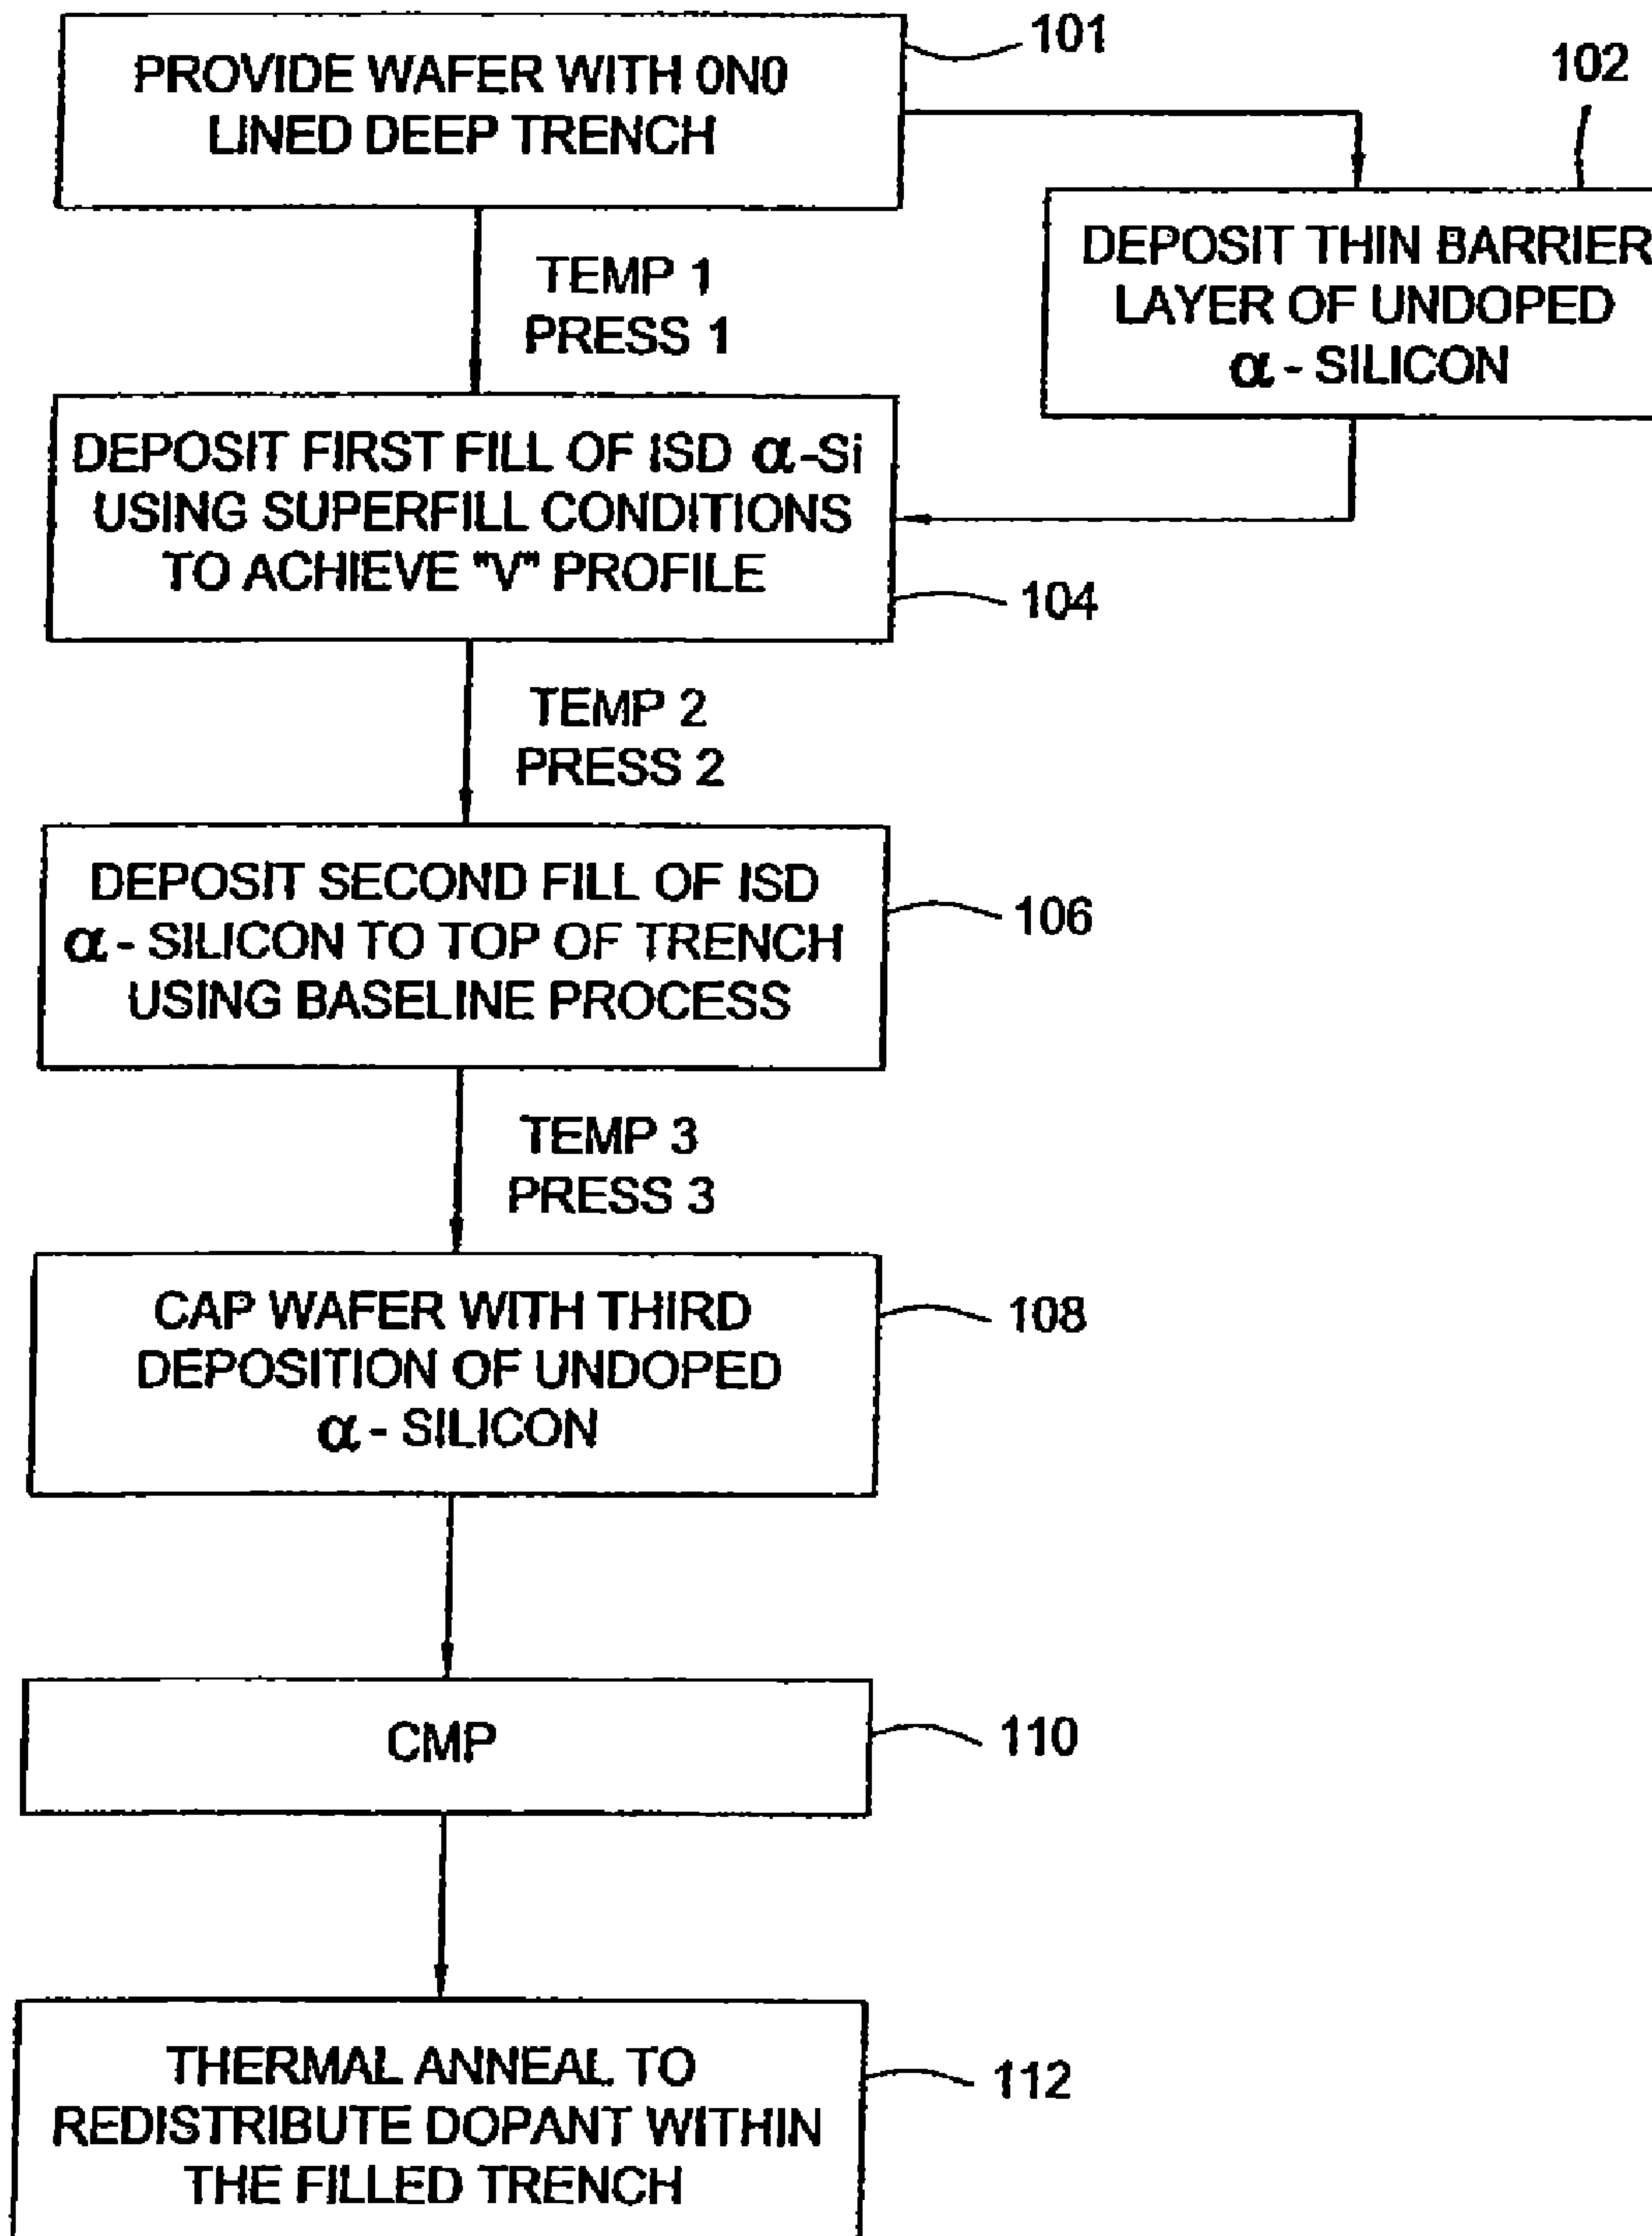 PROVIDE WAFER WITH 0N0
LINED DEEP TRENCH
101
102
DEPOSIT THIN BARRIER
LAYER OF UNDOPED
α - SILICON
TEMP 1
PRESS 1
DEPOSIT FIRST FILL OF ISD α-Si
USING SUPERFILL CONDITIONS
TO ACHIEVE "V" PROFILE
104
TEMP 2
PRESS 2
DEPOSIT SECOND FILL OF ISD
α - SILICON TO TOP OF TRENCH
USING BASELINE PROCESS
106
TEMP 3
PRESS 3
CAP WAFER WITH THIRD
DEPOSITION OF UNDOPED
α - SILICON
108
CMP
110
THERMAL ANNEAL TO
REDISTRIBUTE DOPANT WITHIN
THE FILLED TRENCH
112